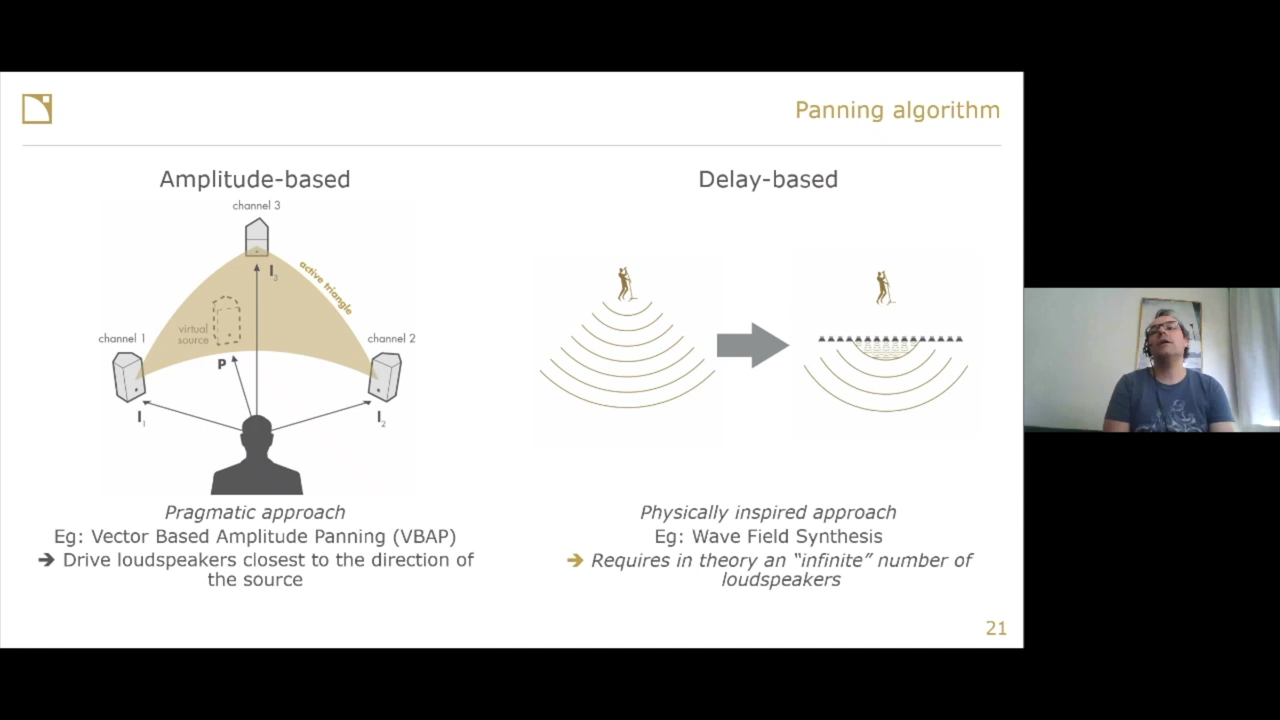 Panning algorithm
Amplitude-based
channel 3
I3
active triangle
virtual
source
channel 1
channel 2
P
I1
I2
Pragmatic approach
Eg: Vector Based Amplitude Panning (VBAP)
➔ Drive loudspeakers closest to the direction of
the source
Delay-based
Physically inspired approach
Eg: Wave Field Synthesis
➔ Requires in theory an “infinite” number of
loudspeakers
21